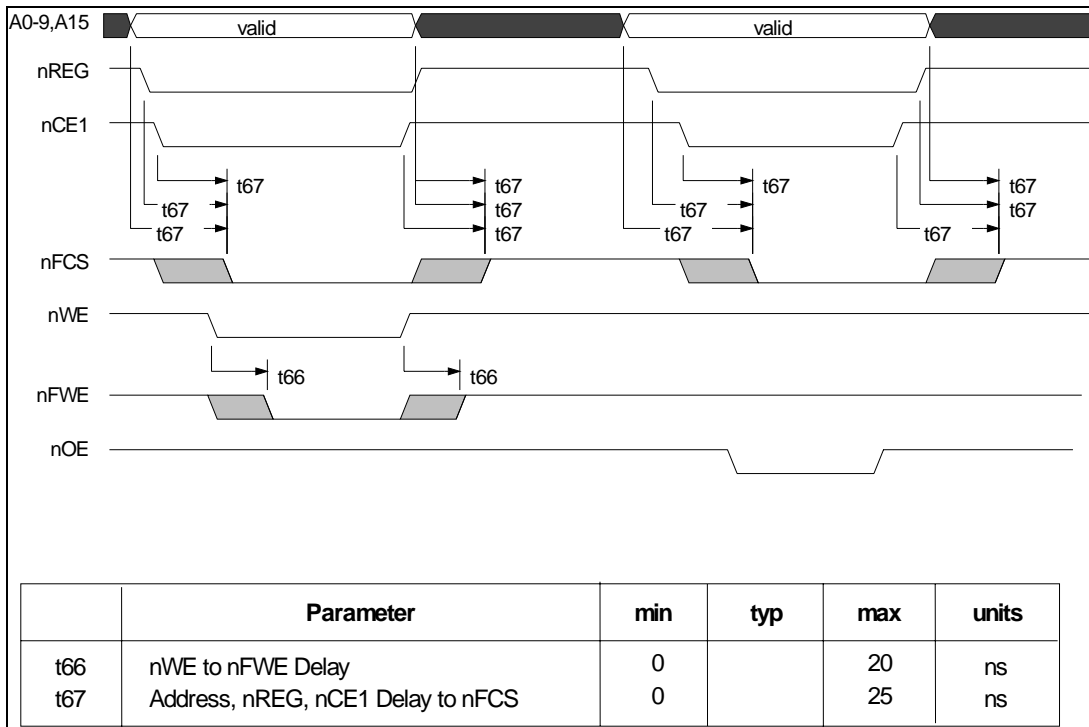 A0-9,A15
valid
valid
nREG
nCE1
t67
t67
t67
t67
t67
t67
t67
t67
t67
t67
t67
t67
nFCS
nWE
t66
t66
nFWE
nOE
Parameter min typ max units
t66 nWE to nFWE Delay 0 20 ns
t67 Address, nREG, nCE1 Delay to nFCS 0 25 ns